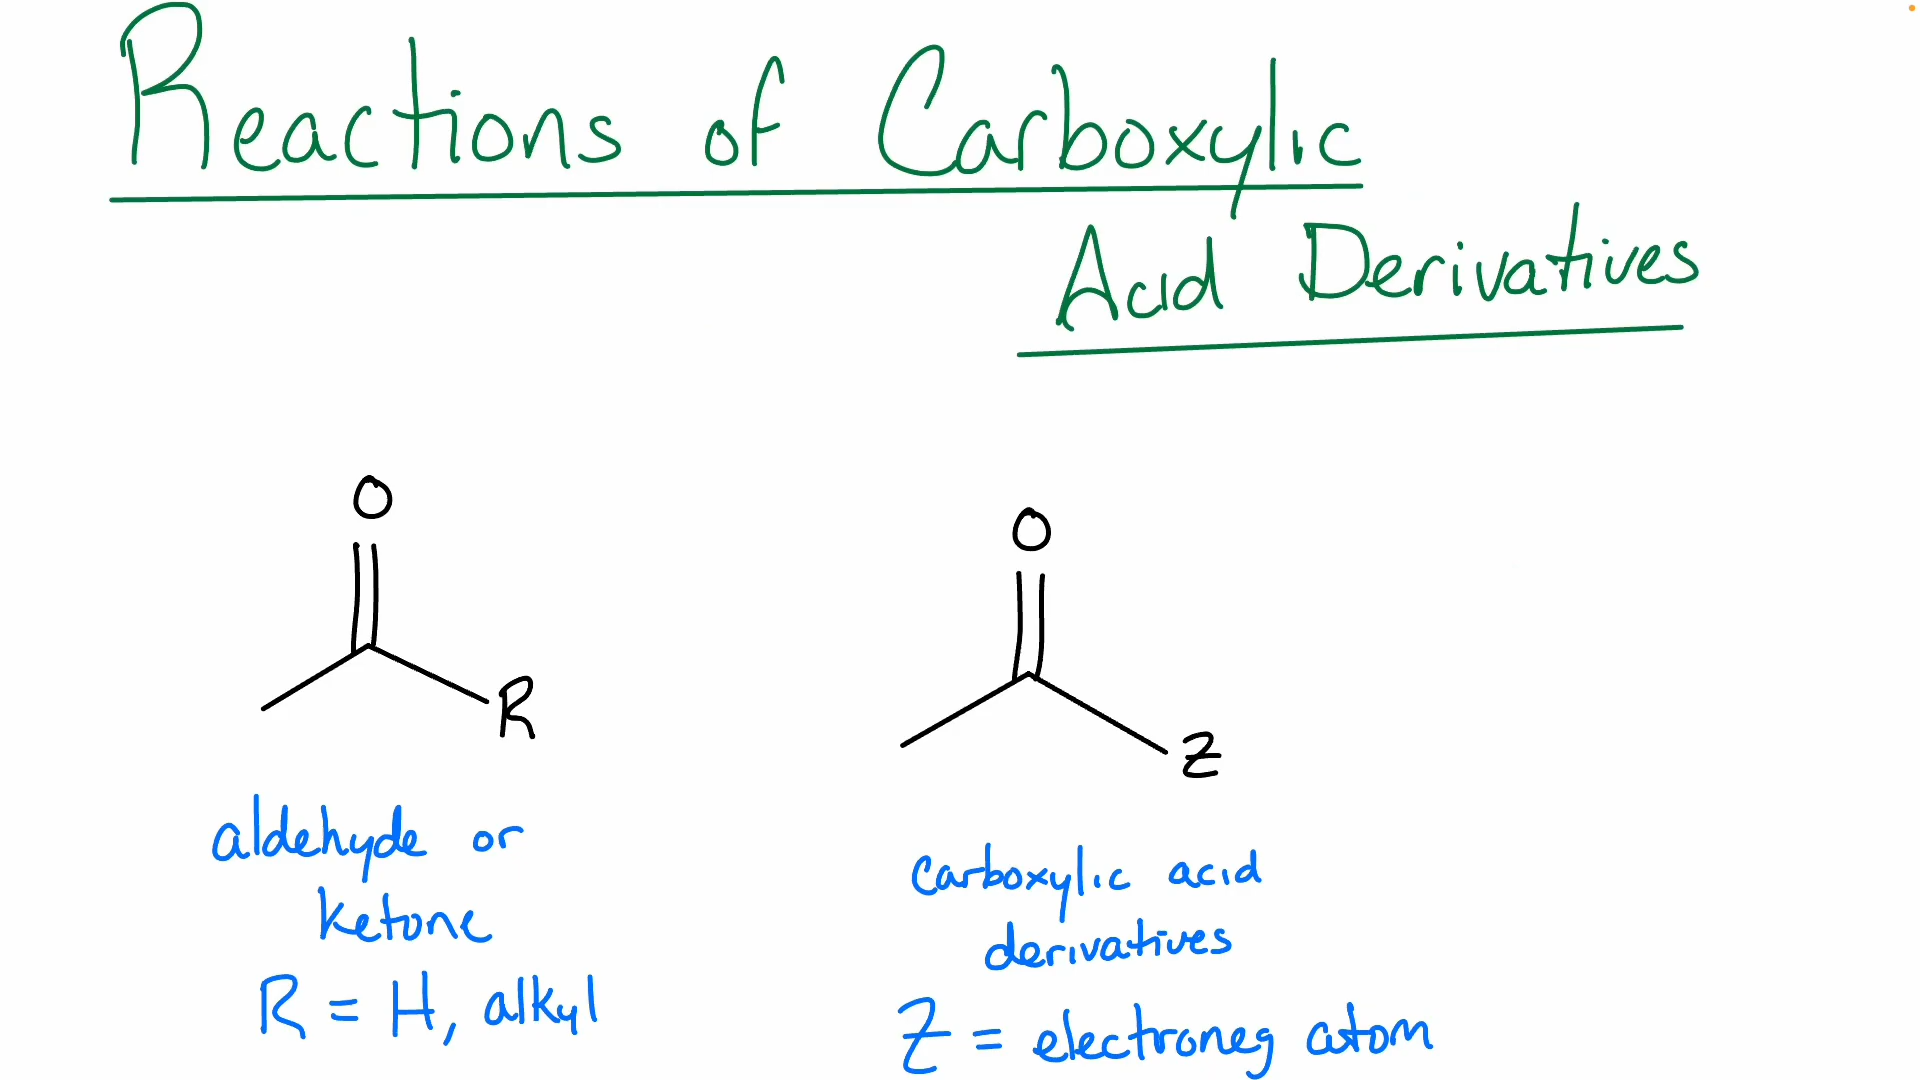 Reactions of Carboxylic
Acid Derivatives
O
R
aldehyde or
ketone
R = H, alkyl
O
Z
carboxylic acid
derivatives
Z = electroneg atom